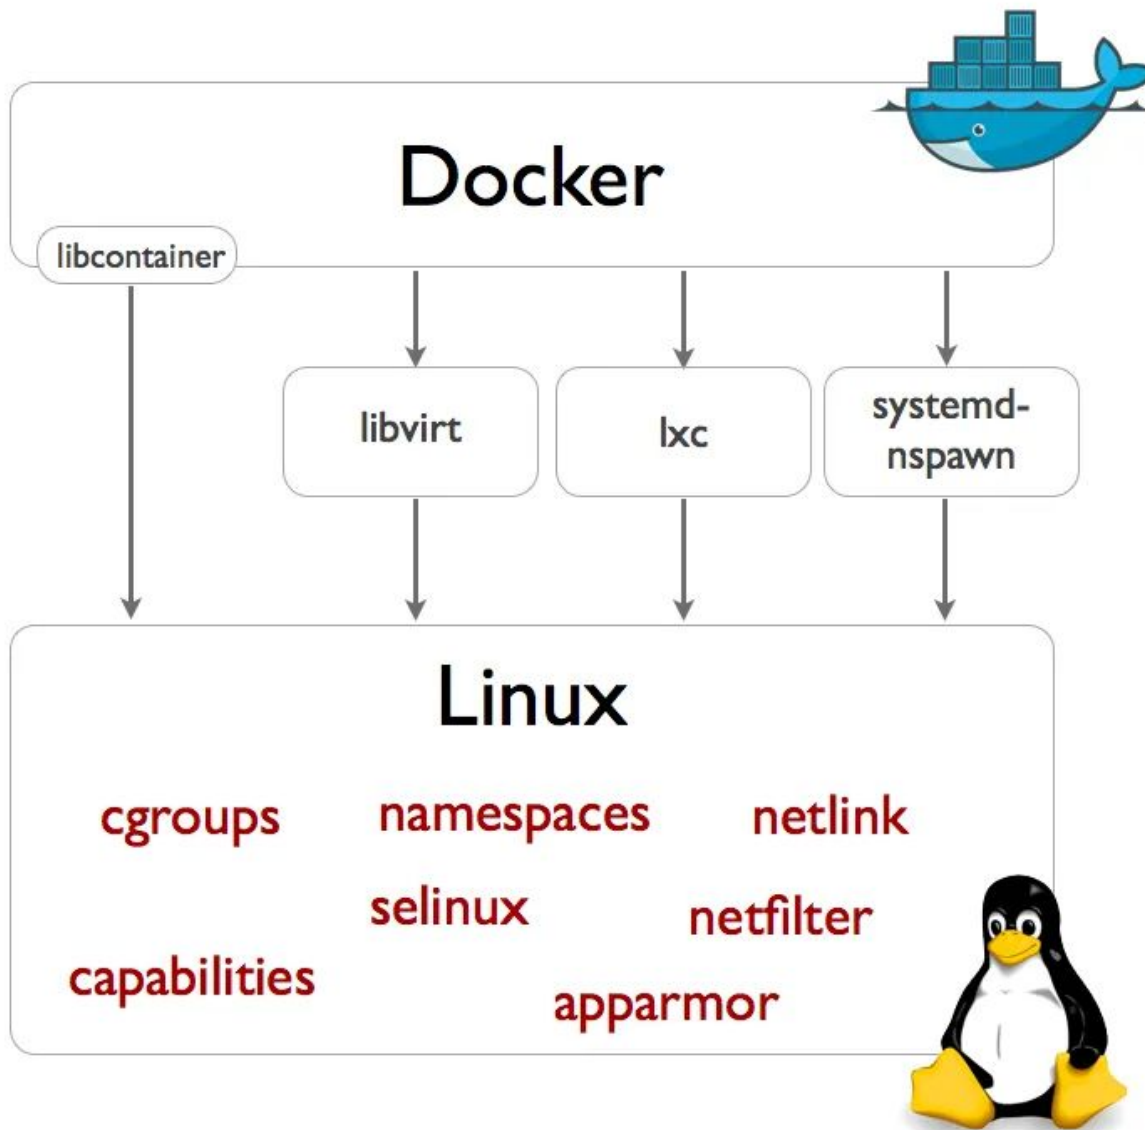 Docker
libcontainer
libvirt
lxc
systemd-
nspawn
Linux
cgroups
namespaces
netlink
selinux
netfilter
capabilities
apparmor